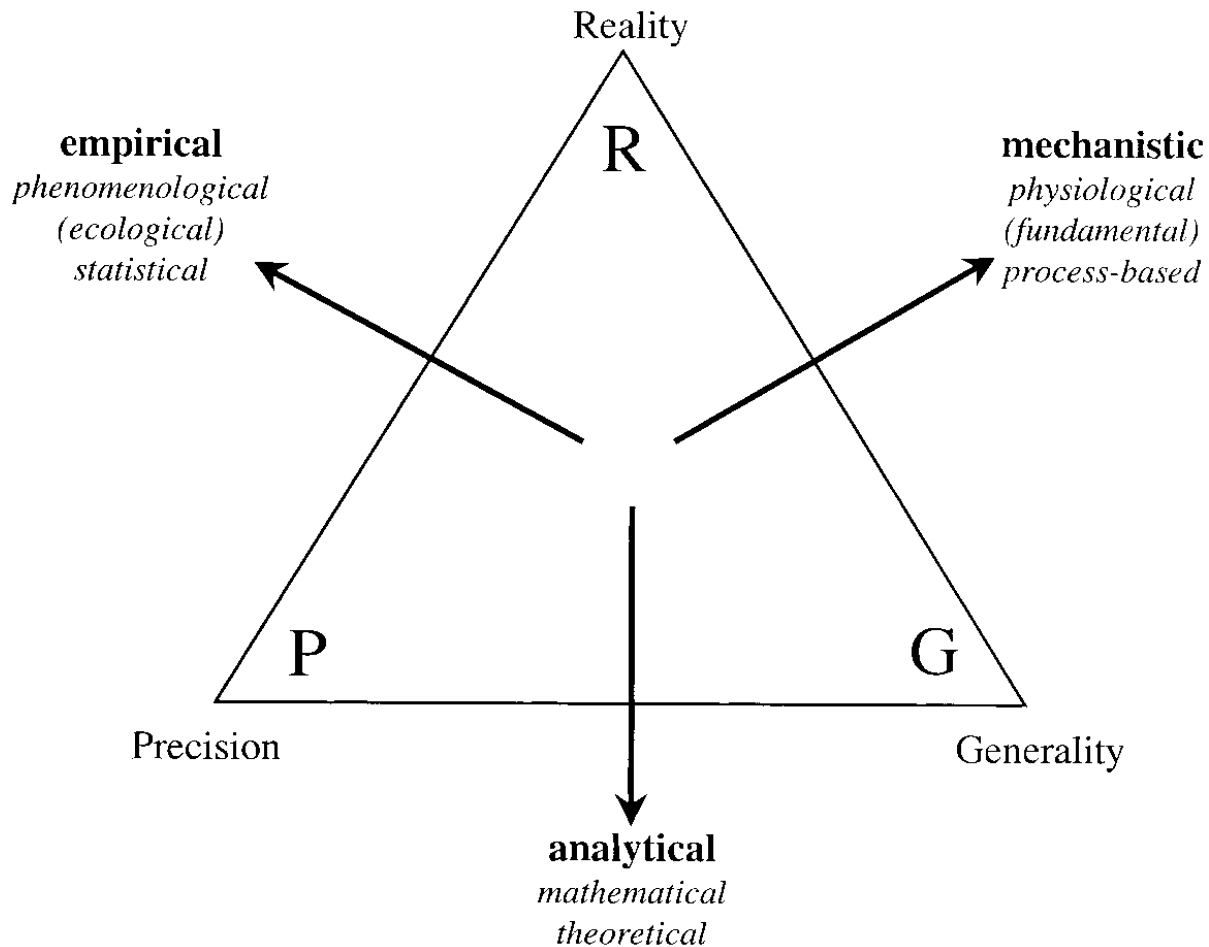 Reality
R
empirical
phenomenological
(ecological)
statistical
mechanistic
physiological
(fundamental)
process-based
P
G
Precision
Generality
analytical
mathematical
theoretical